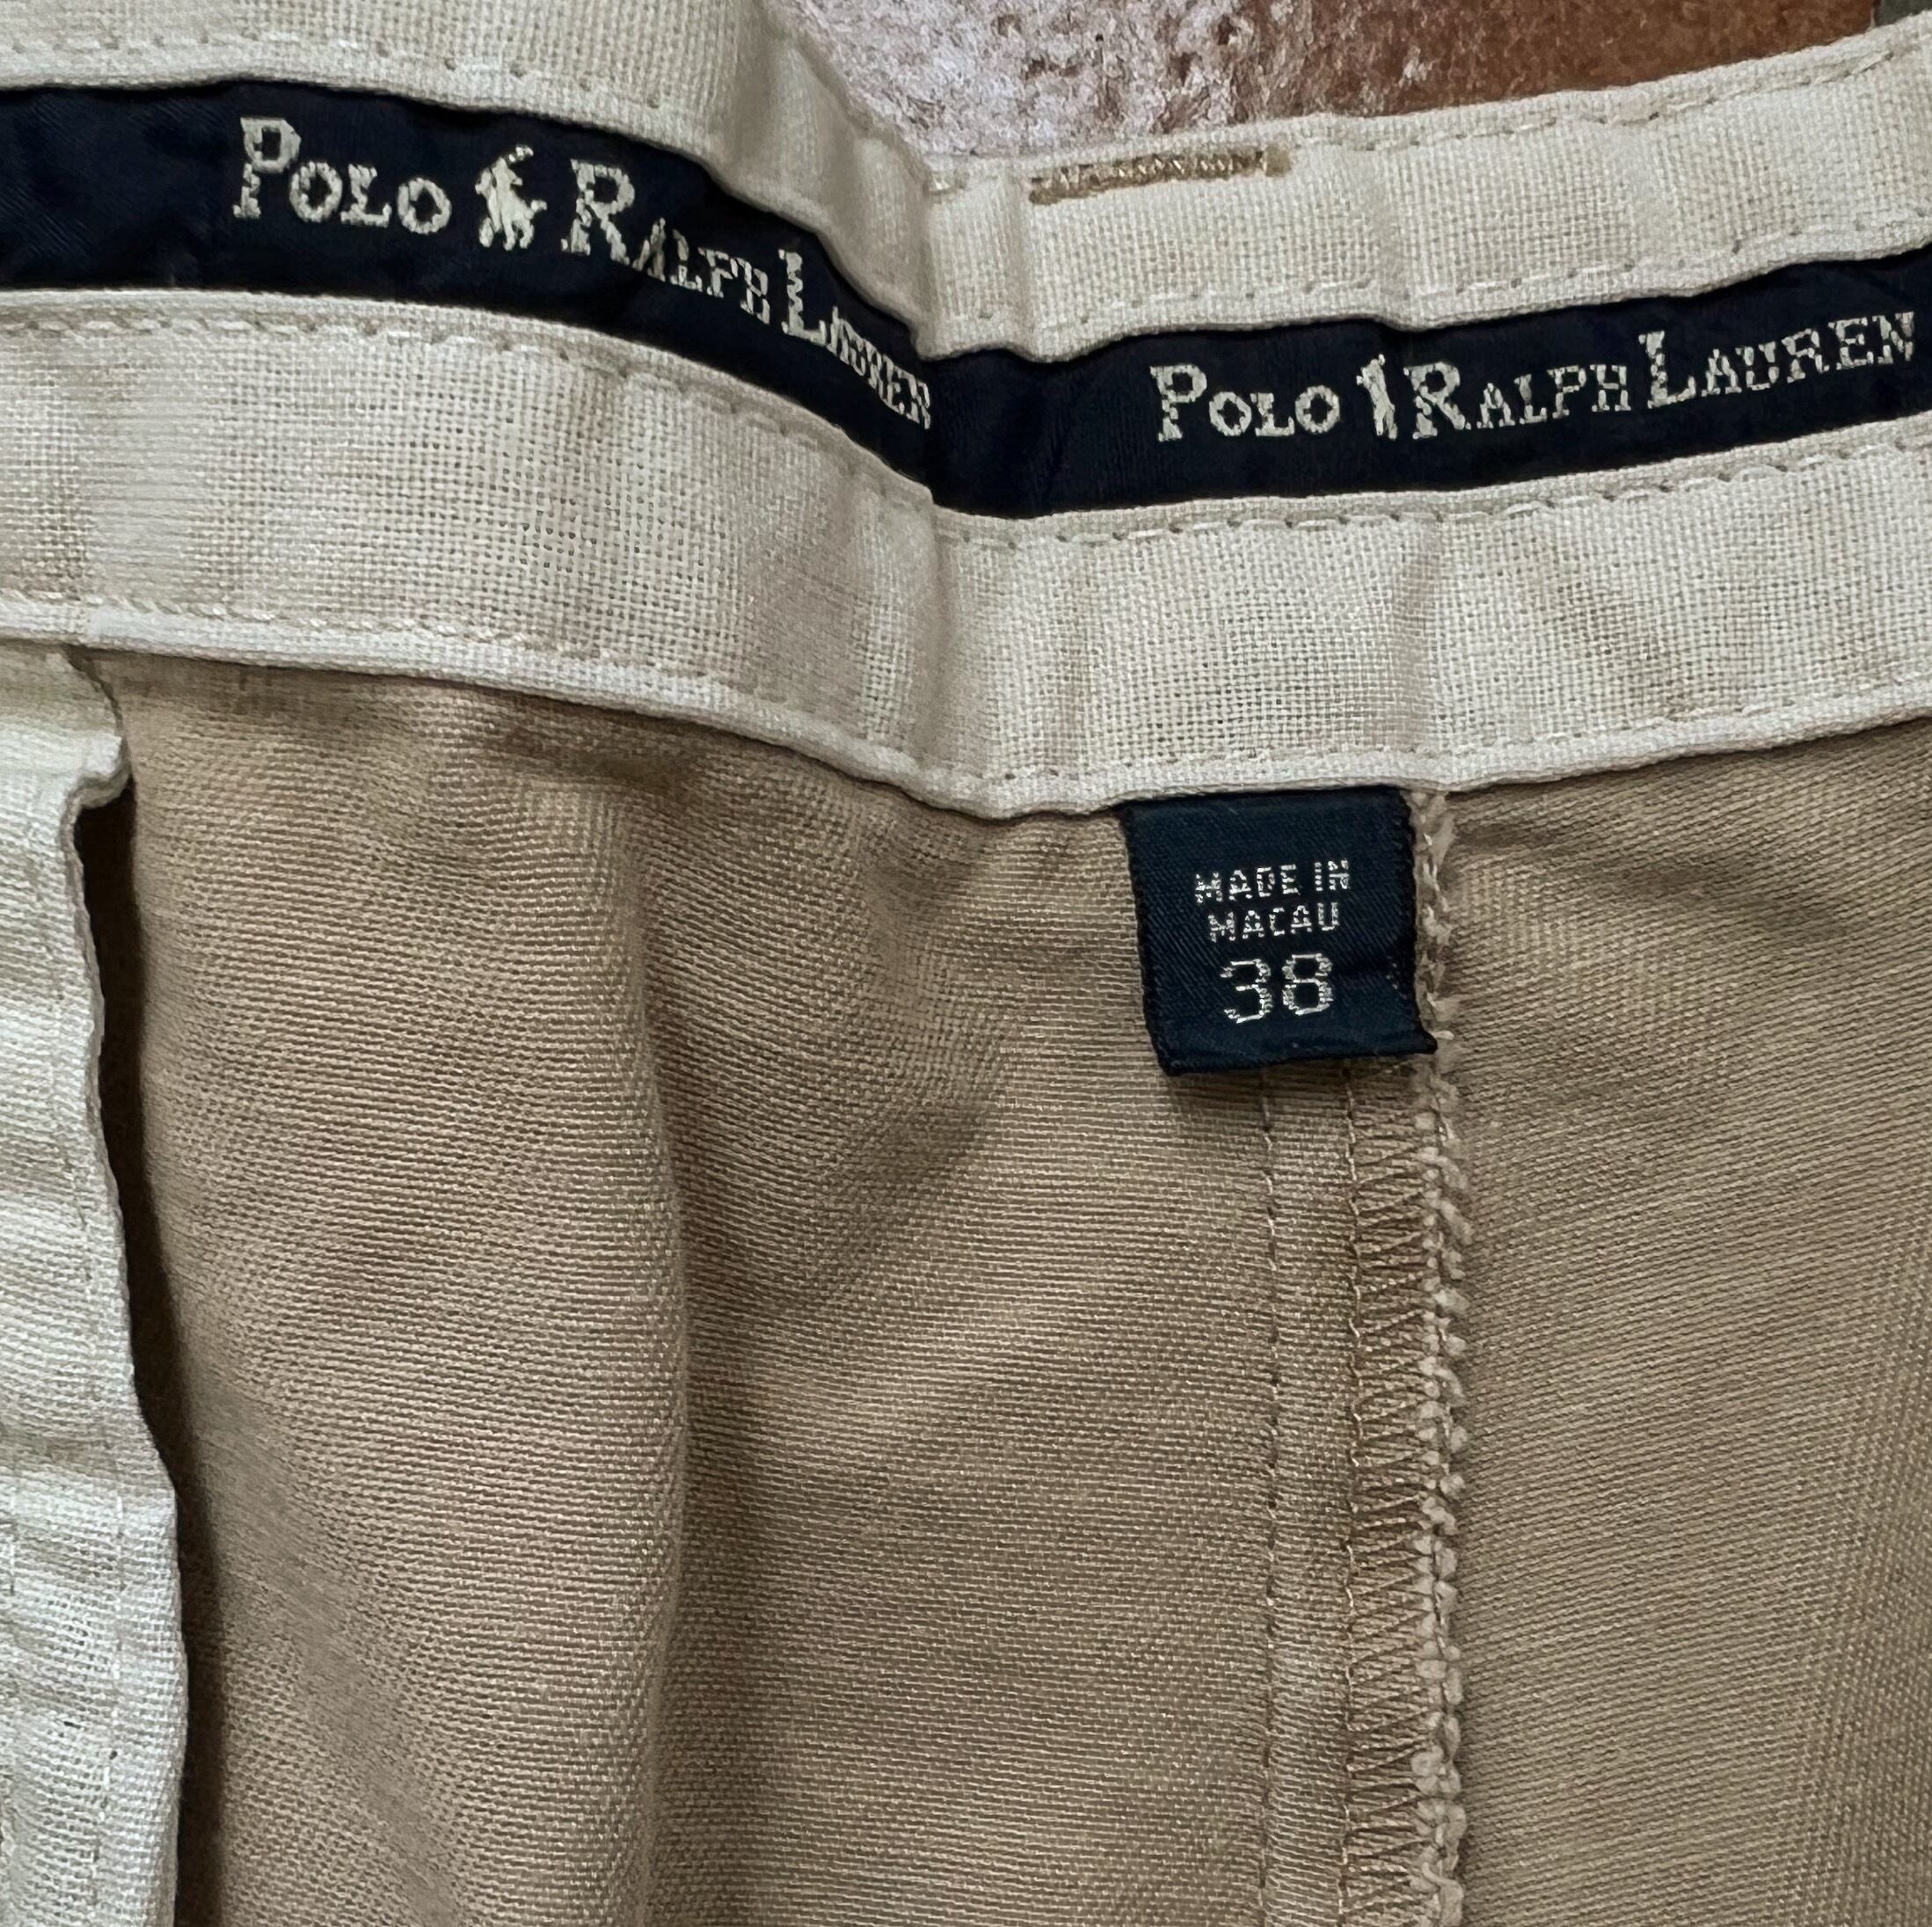 POLO RALPH LAUREN
POLO RALPH LAUREN
MADE IN
MACAU
38